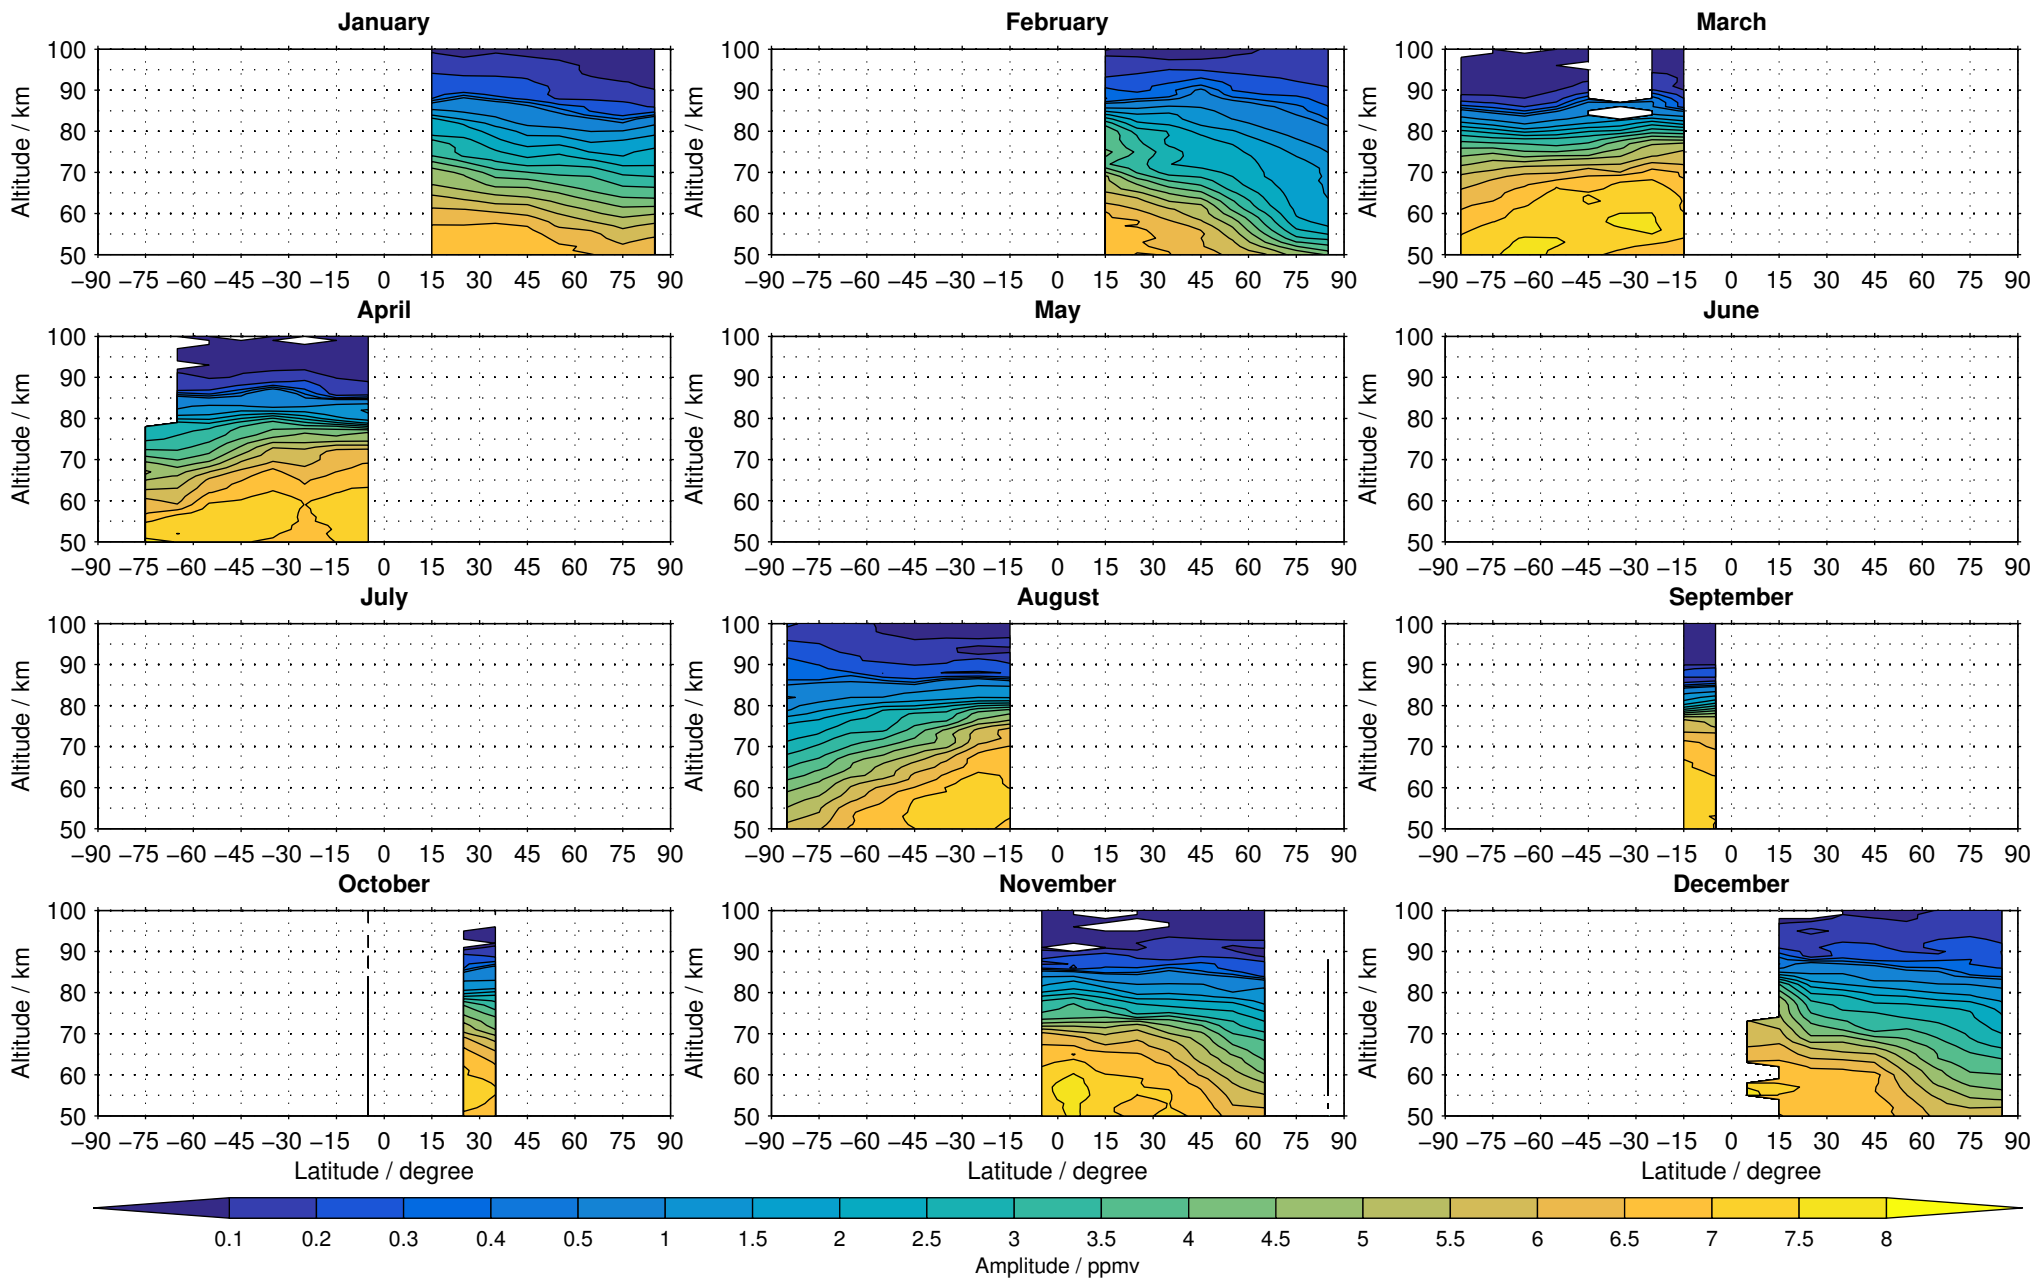 January February March
100 100 100
90 90 90
80 80 80
70 70 70
60 60 60
50 50 50
Altitude / km Altitude / km Altitude / km
−90 −75 −60 −45 −30 −15 0 15 30 45 60 75 90 −90 −75 −60 −45 −30 −15 0 15 30 45 60 75 90 −90 −75 −60 −45 −30 −15 0 15 30 45 60 75 90
April May June
100 100 100
90 90 90
80 80 80
70 70 70
60 60 60
50 50 50
Altitude / km Altitude / km Altitude / km
−90 −75 −60 −45 −30 −15 0 15 30 45 60 75 90 −90 −75 −60 −45 −30 −15 0 15 30 45 60 75 90 −90 −75 −60 −45 −30 −15 0 15 30 45 60 75 90
July August September
100 100 100
90 90 90
80 80 80
70 70 70
60 60 60
50 50 50
Altitude / km Altitude / km Altitude / km
−90 −75 −60 −45 −30 −15 0 15 30 45 60 75 90 −90 −75 −60 −45 −30 −15 0 15 30 45 60 75 90 −90 −75 −60 −45 −30 −15 0 15 30 45 60 75 90
October November December
100 100 100
90 90 90
80 80 80
70 70 70
60 60 60
50 50 50
Altitude / km Altitude / km Altitude / km
−90 −75 −60 −45 −30 −15 0 15 30 45 60 75 90 −90 −75 −60 −45 −30 −15 0 15 30 45 60 75 90 −90 −75 −60 −45 −30 −15 0 15 30 45 60 75 90
Latitude / degree Latitude / degree Latitude / degree
0.1 0.2 0.3 0.4 0.5 1 1.5 2 2.5 3 3.5 4 4.5 5 5.5 6 6.5 7 7.5 8
Amplitude / ppmv